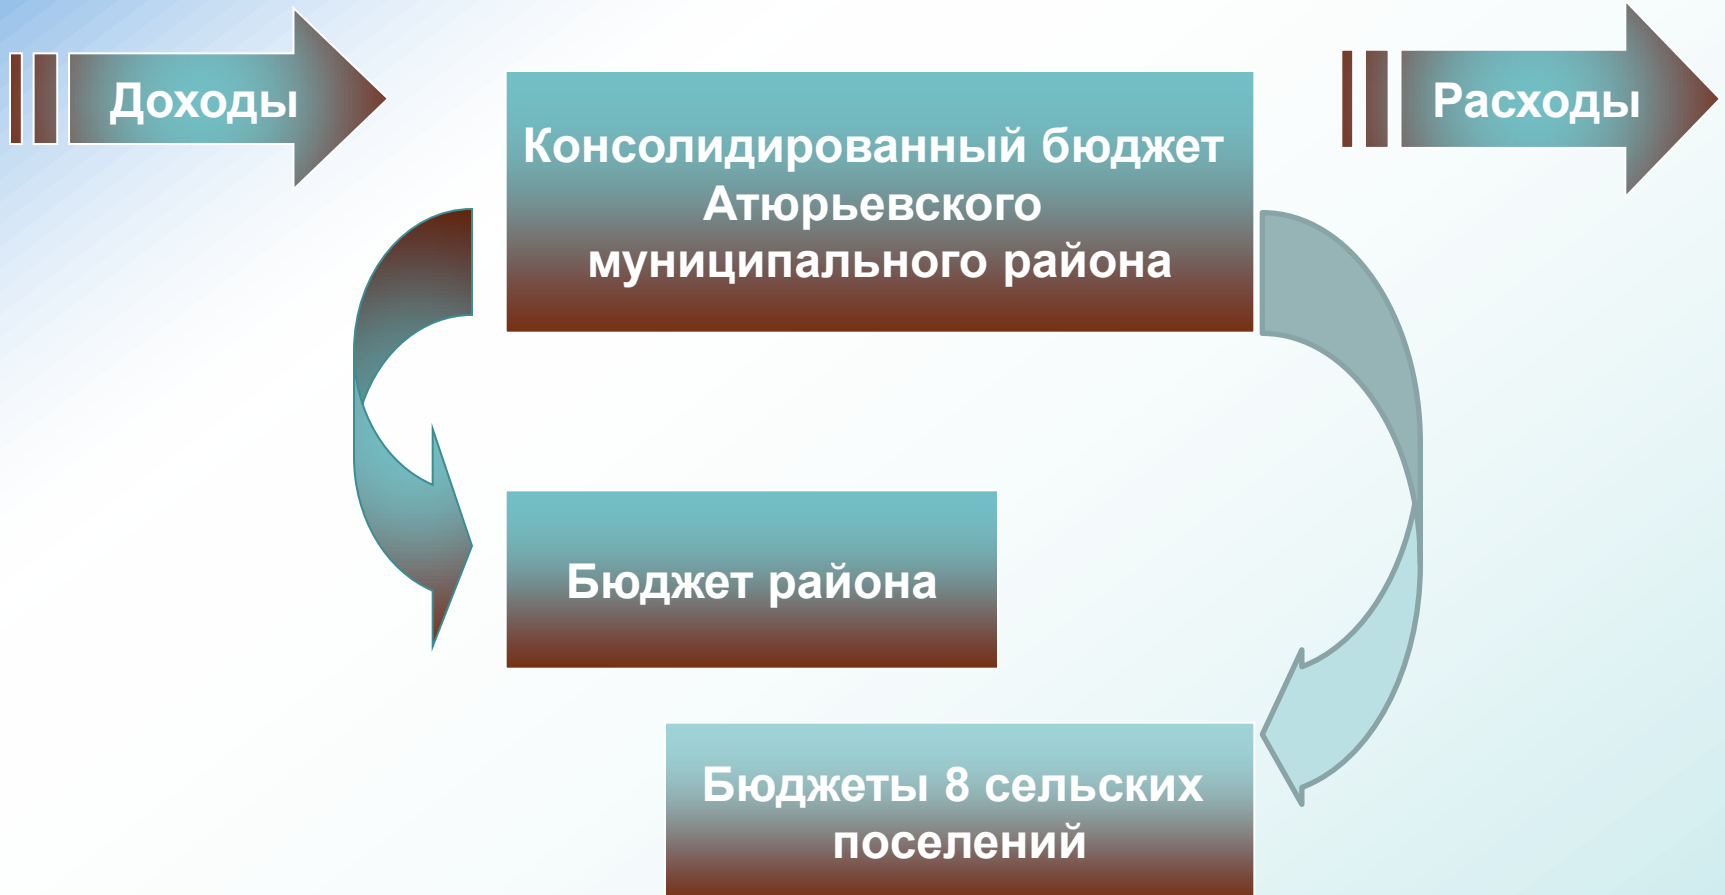 Доходы
Расходы
Консолидированный бюджет
Атюрьевского
муниципального района
Бюджет района
Бюджеты 8 сельских
поселений